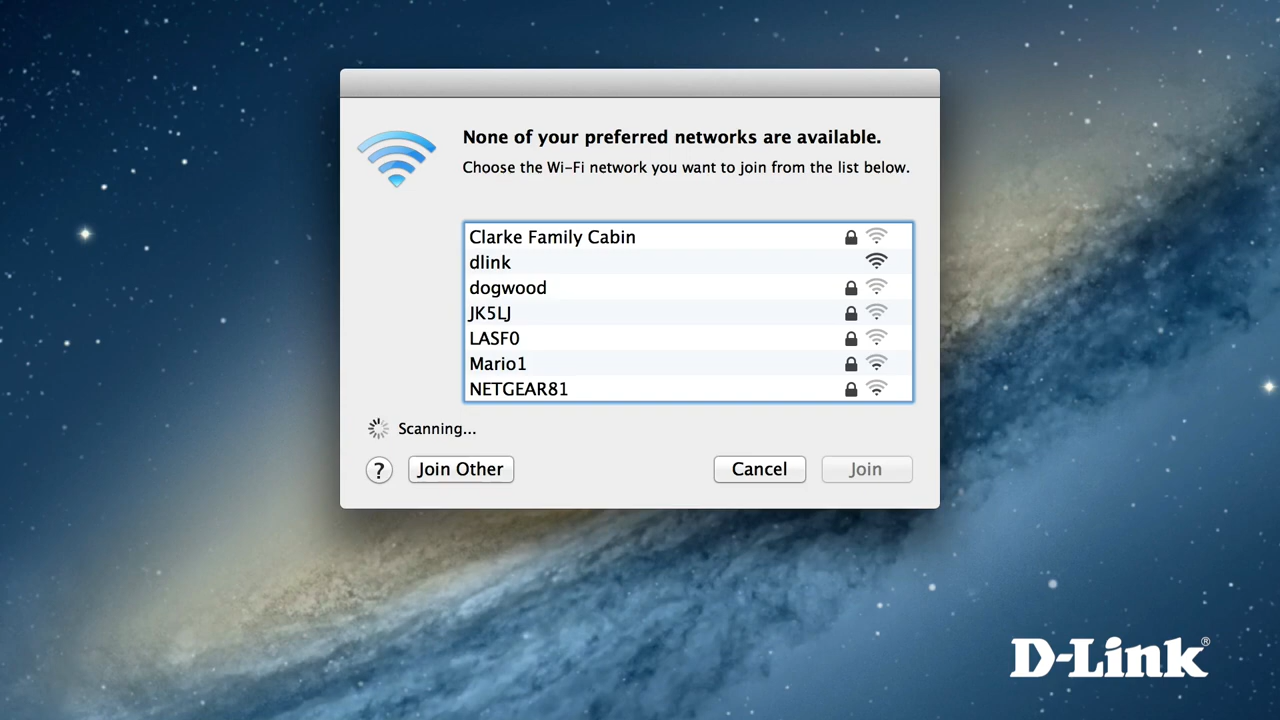 None of your preferred networks are available.
Choose the Wi-Fi network you want to join from the list below.
Clarke Family Cabin
dlink
dogwood
JK5LJ
LASF0
Mario1
NETGEAR81
Scanning...
? Join Other Cancel Join
D-Link®